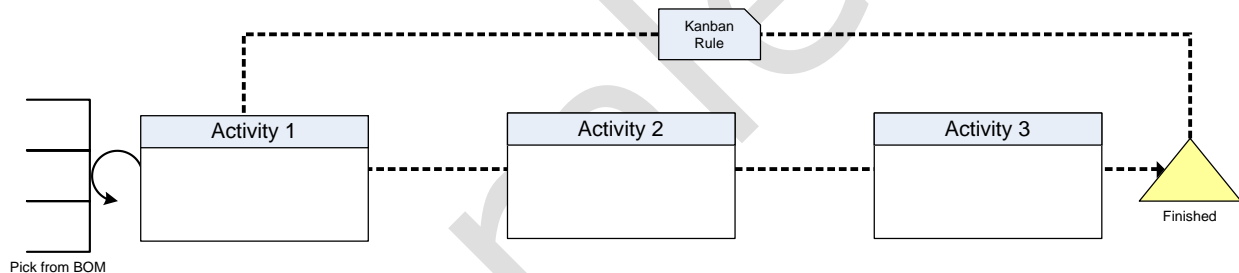 Kanban
Rule
Activity 1
Activity 2
Activity 3
Finished
Pick from BOM